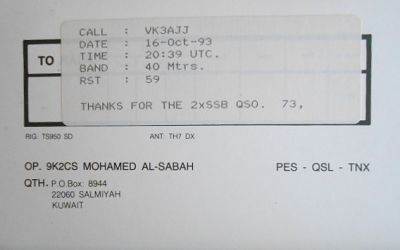 CALL : VK3AJJ
DATE : 16-Oct-93
TIME : 20:39 UTC.
BAND : 40 Mtrs.
RST : 59
TO
THANKS FOR THE 2xSSB QSO. 73,
RIG: TS950 SD ANT: TH7 DX
OP. 9K2CS MOHAMED AL-SABAH PES - QSL - TNX
QTH. P.O.Box: 8944
22060 SALMIYAH
KUWAIT